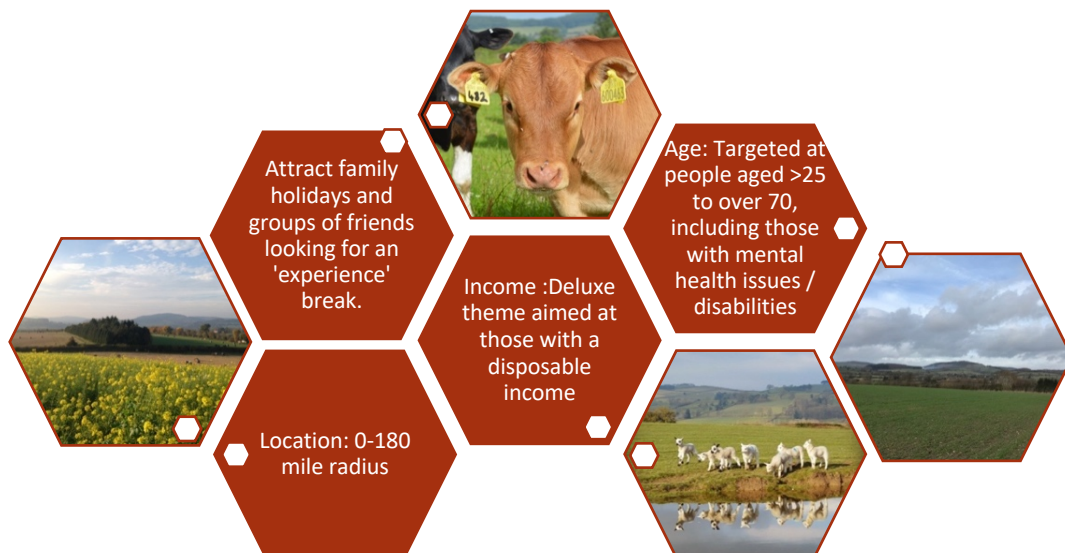 482
Attract family
holidays and
groups of friends
looking for an
'experience'
break.
Age: Targeted at
people aged >25
to over 70,
including those
with mental
health issues /
disabilities
Income :Deluxe
theme aimed at
those with a
disposable
income
Location: 0-180
mile radius